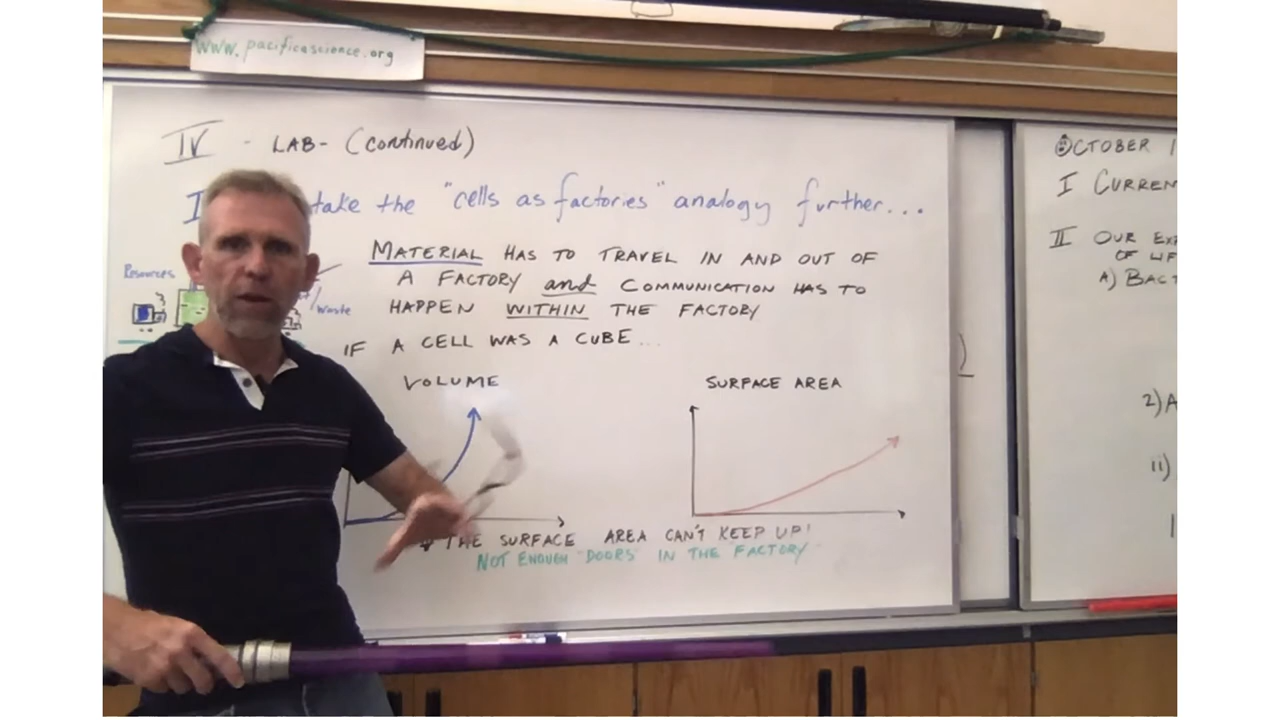 www.pacificascience.org
IV - LAB- (continued)
take the "cells as factories" analogy further...
MATERIAL HAS TO TRAVEL IN AND OUT OF
A FACTORY and COMMUNICATION HAS TO
HAPPEN WITHIN THE FACTORY
Resources
Waste
IF A CELL WAS A CUBE...
VOLUME
SURFACE AREA
THE SURFACE AREA CAN'T KEEP UP!
NOT ENOUGH "DOORS" IN THE "FACTORY"
OCTOBER 1
I CURREN
II OUR EXP
OF LIF
A) BACT
2) A
ii)